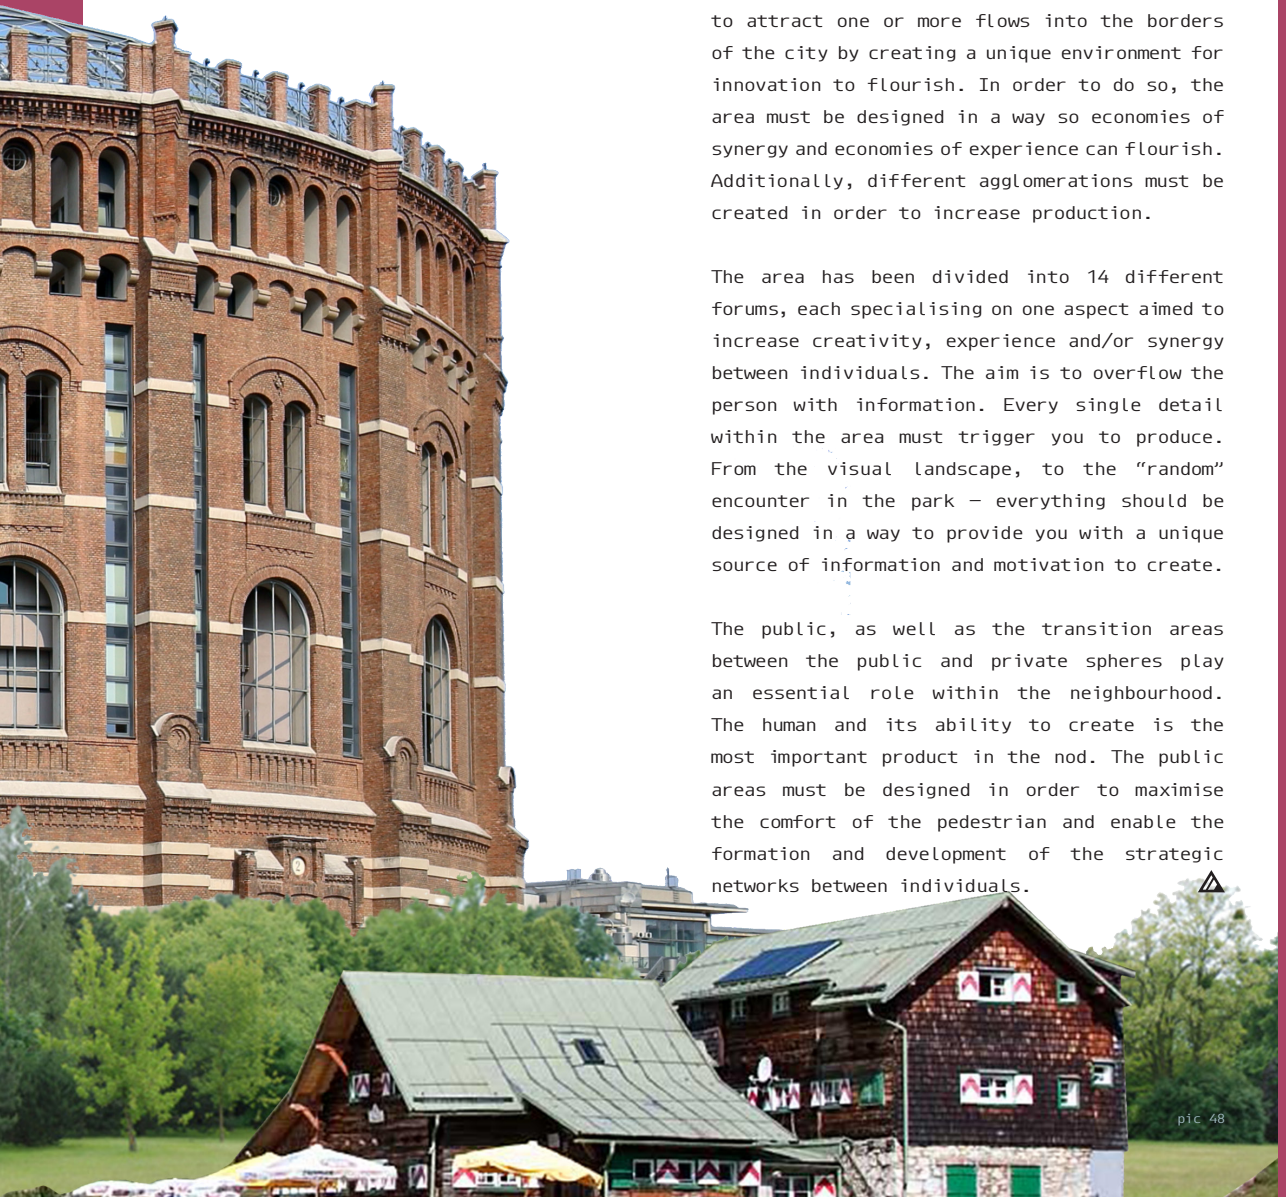 to attract one or more flows into the borders
of the city by creating a unique environment for
innovation to flourish. In order to do so, the
area must be designed in a way so economies of
synergy and economies of experience can flourish.
Additionally, different agglomerations must be
created in order to increase production.
The area has been divided into 14 different
forums, each specialising on one aspect aimed to
increase creativity, experience and/or synergy
between individuals. The aim is to overflow the
person with information. Every single detail
within the area must trigger you to produce.
From the visual landscape, to the “random”
encounter in the park – everything should be
designed in a way to provide you with a unique
source of information and motivation to create.
The public, as well as the transition areas
between the public and private spheres play
an essential role within the neighbourhood.
The human and its ability to create is the
most important product in the nod. The public
areas must be designed in order to maximise
the comfort of the pedestrian and enable the
formation and development of the strategic
networks between individuals.
2
pic 48